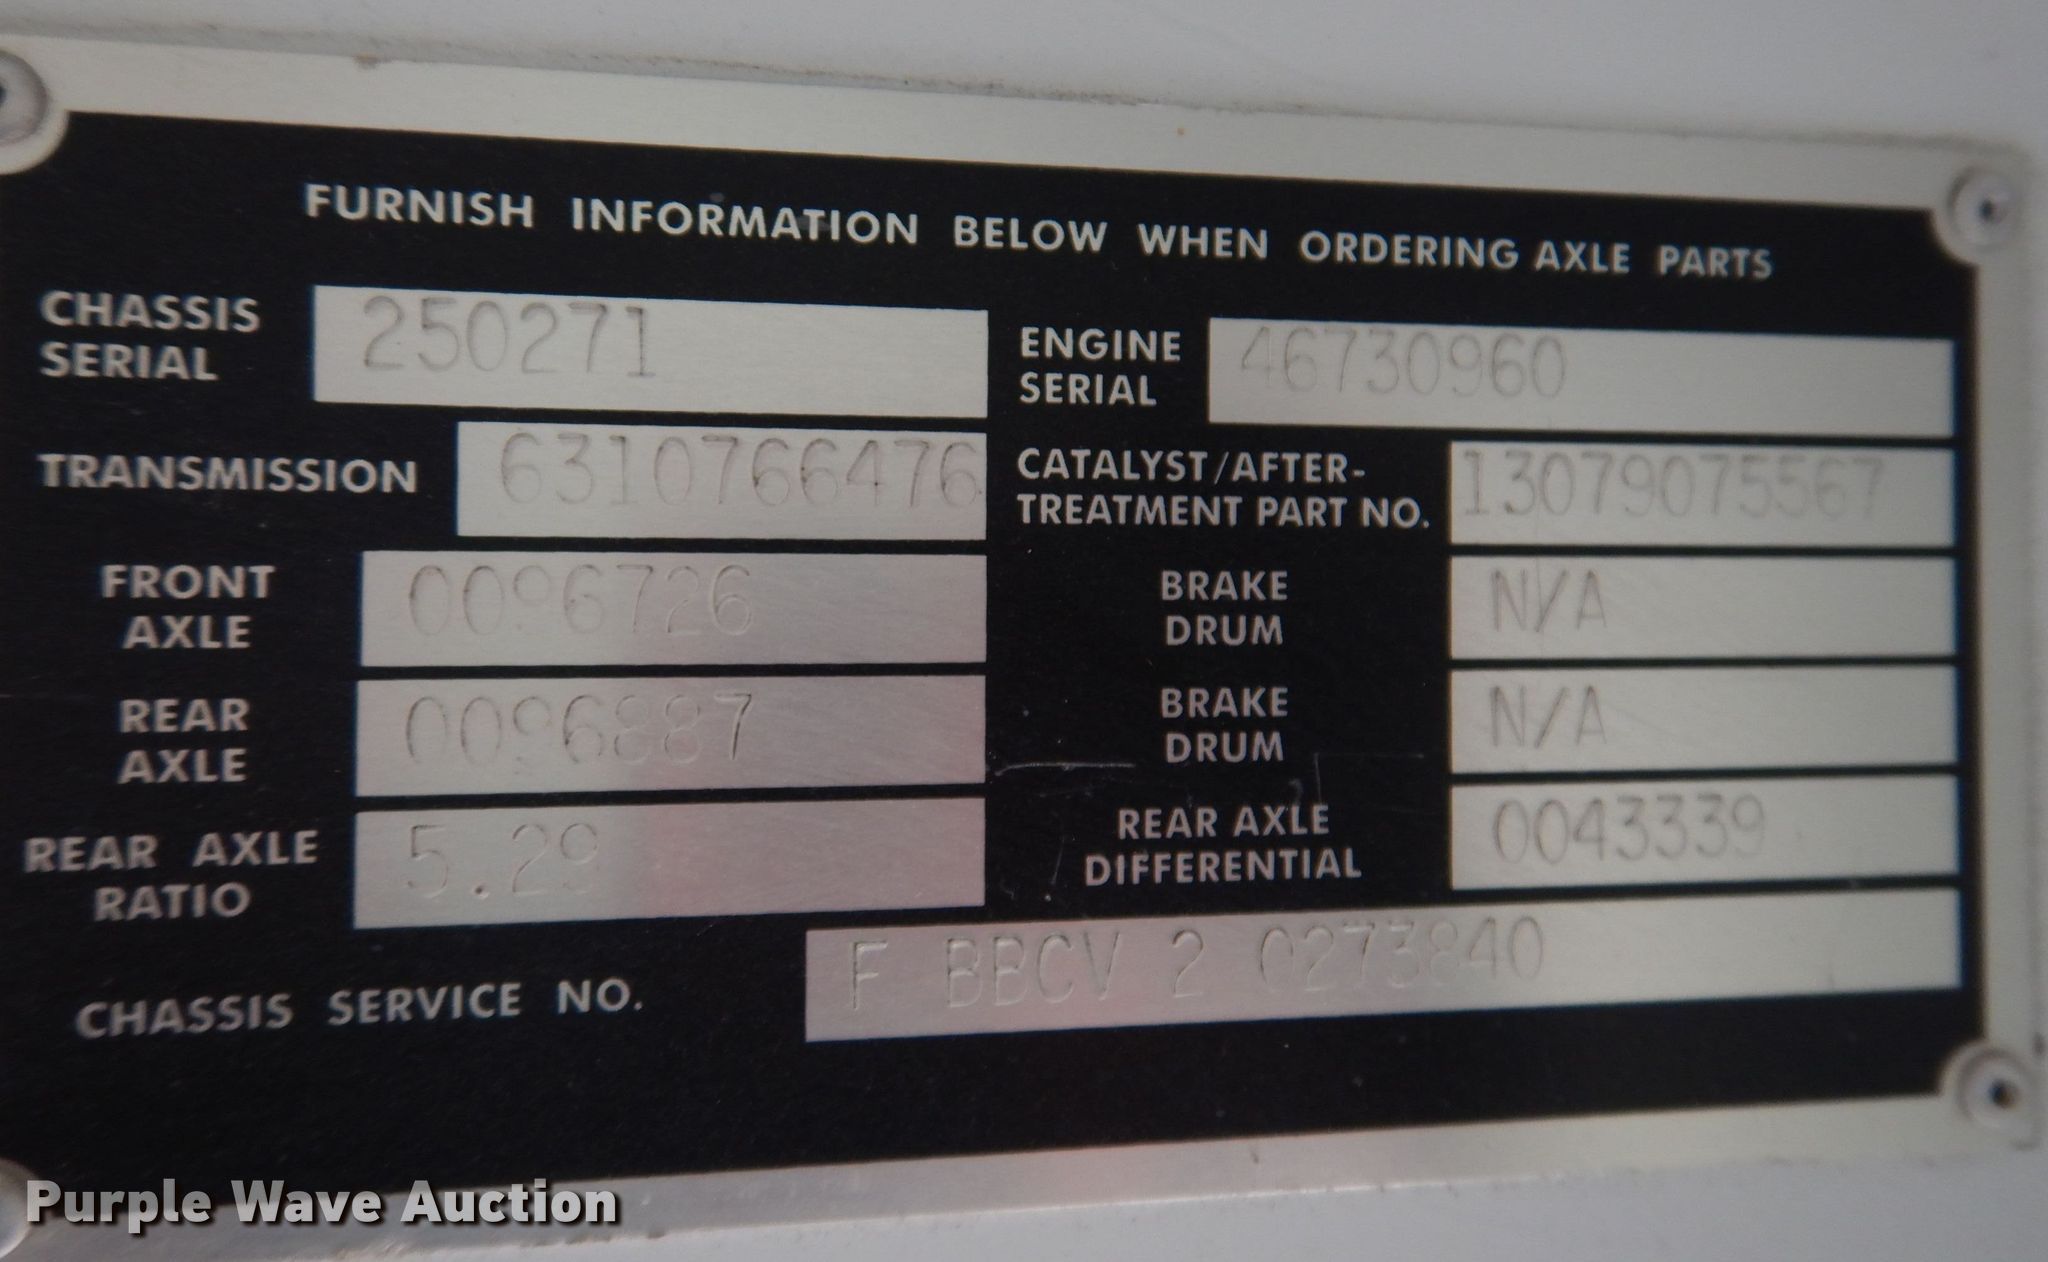 FURNISH INFORMATION BELOW WHEN ORDERING AXLE PARTS
CHASSIS SERIAL 250271
ENGINE SERIAL 46730960
TRANSMISSION 6310766476
CATALYST/AFTER-
TREATMENT PART NO. 13079075567
FRONT AXLE 0096726
BRAKE DRUM N/A
REAR AXLE 0096887
BRAKE DRUM N/A
REAR AXLE RATIO 5.29
REAR AXLE DIFFERENTIAL 0043339
CHASSIS SERVICE NO. F BBCV 2 0273840
Purple Wave Auction